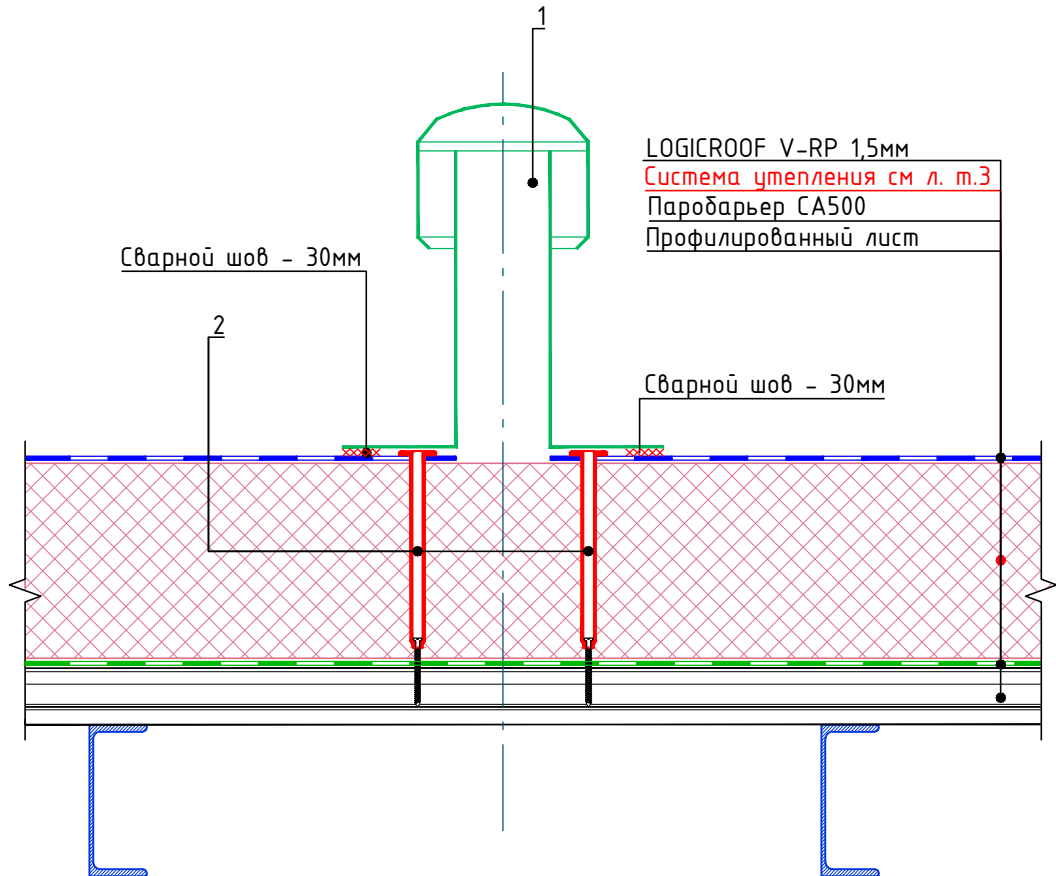 1
LOGICROOF V-RP 1,5мм
Система утепления см л. т.3
Паробарьер СА500
Профилированный лист
Сварной шов - 30мм
2
Сварной шов - 30мм